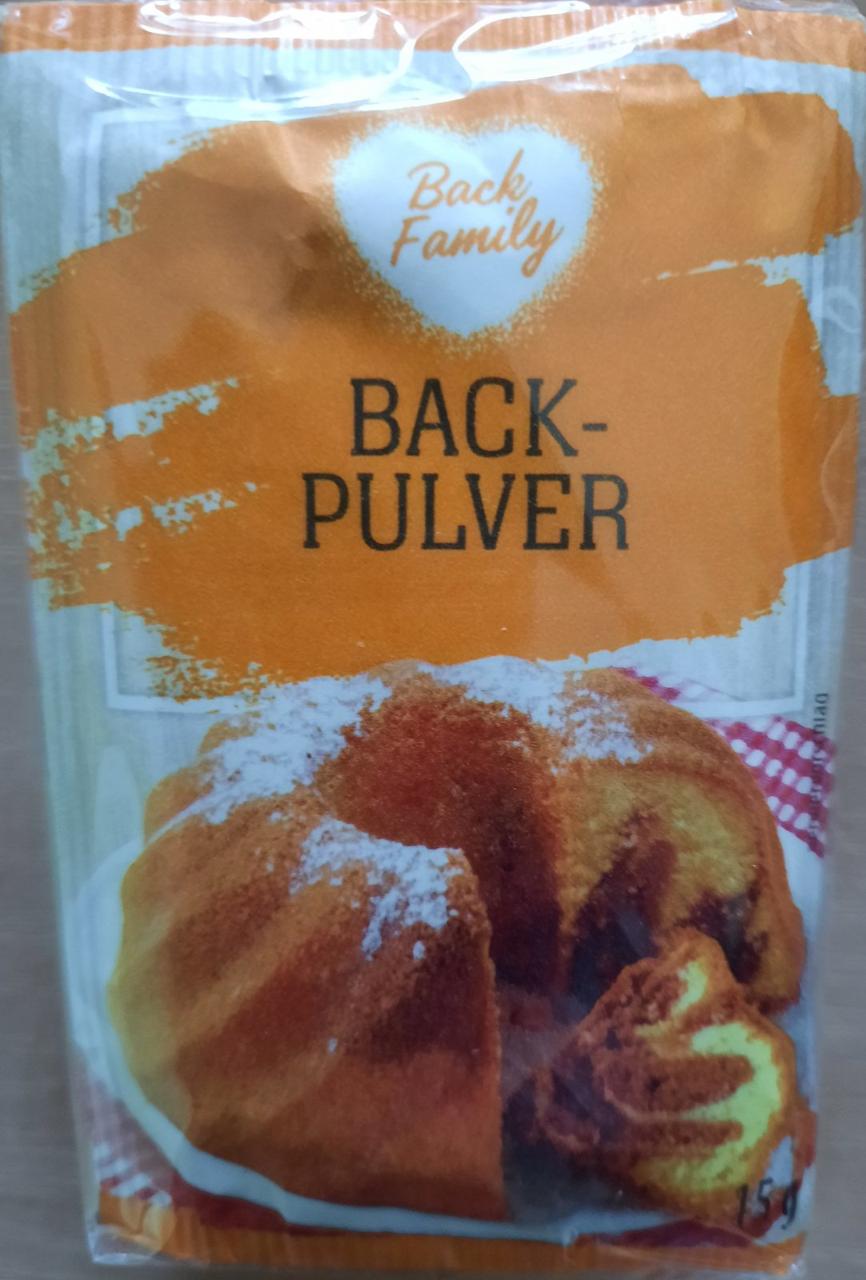 Back
Family
BACK-
PULVER
15 g